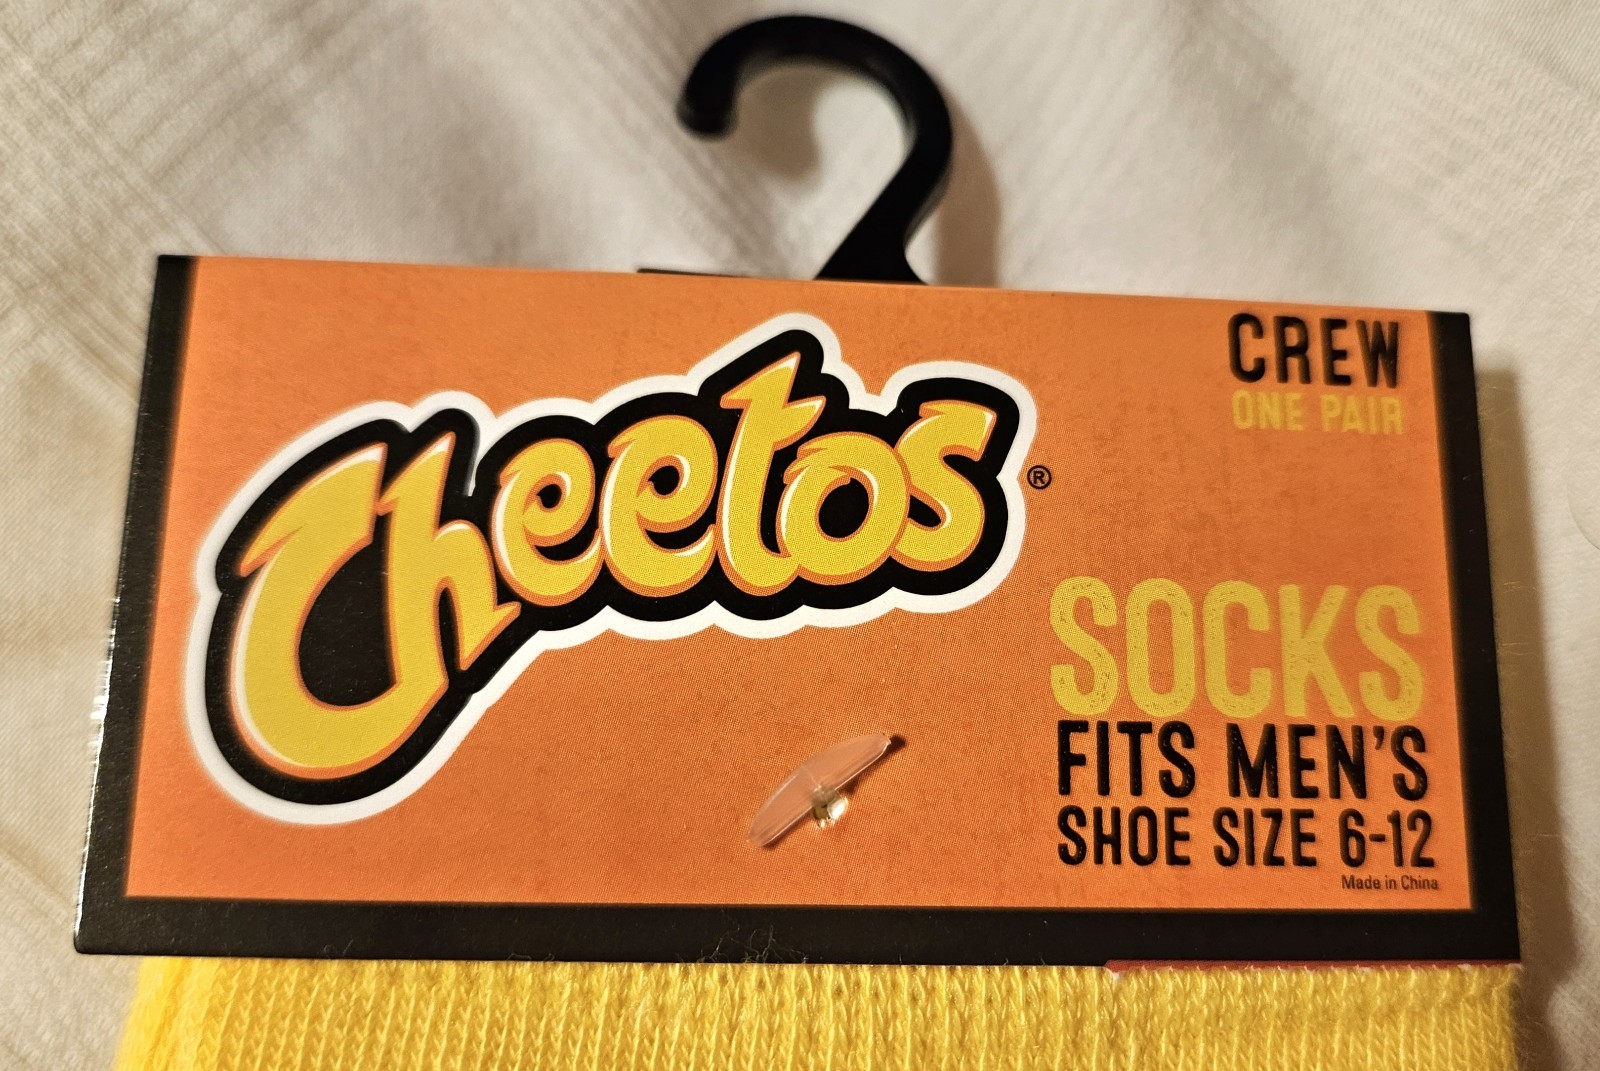 Cheetos®
CREW
ONE PAIR
SOCKS
FITS MEN'S
SHOE SIZE 6-12
Made in China